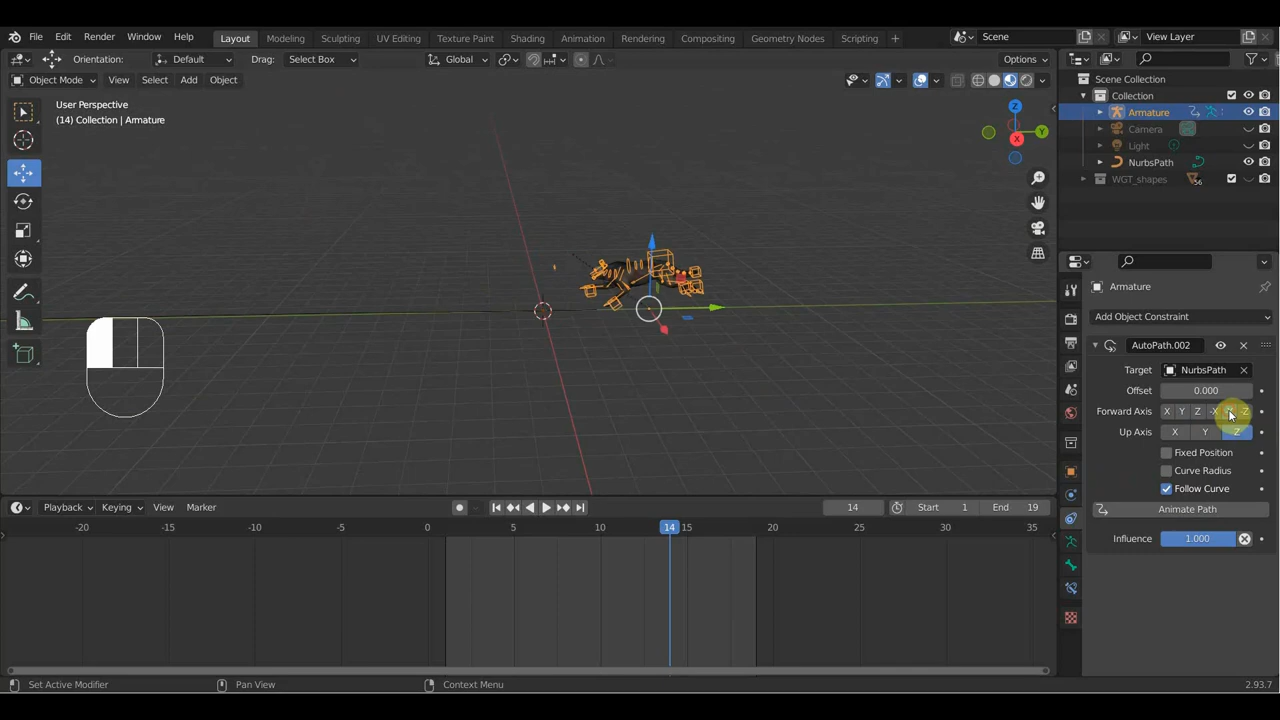 File Edit Render Window Help Layout Modeling Sculpting UV Editing Texture Paint Shading Animation Rendering Compositing Geometry Nodes Scripting + Scene View Layer
Orientation: Default Drag: Select Box Global Options
Object Mode View Select Add Object
User Perspective
(14) Collection | Armature
Z
Y
X
Scene Collection
Collection
Armature
Camera
Light
NurbsPath
WGT_shapes 56
Armature
Add Object Constraint
AutoPath.002
Target NurbsPath
Offset 0.000
Forward Axis X Y Z -X -Z
Up Axis X Y Z
Fixed Position
Curve Radius
Follow Curve
Animate Path
Influence 1.000
Playback Keying View Marker 14 Start 1 End 19
-20 -15 -10 -5 0 5 10 14 15 20 25 30 35
Set Active Modifier Pan View Context Menu 2.93.7